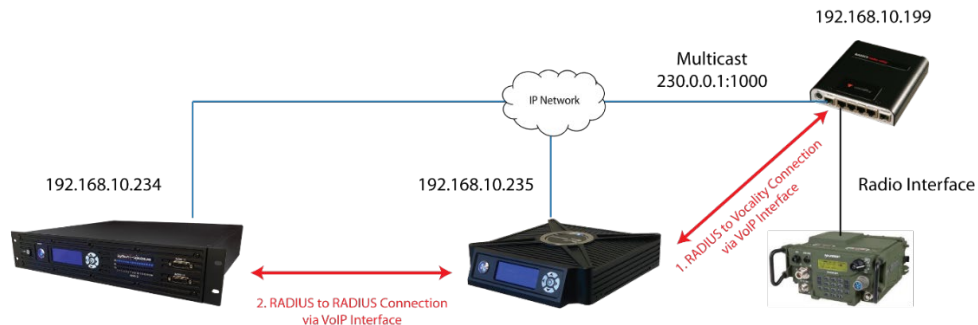 192.168.10.199
Multicast
230.0.0.1:1000
IP Network
192.168.10.234
192.168.10.235
1. RADIUS to Vocality Connection
via VoIP Interface
Radio Interface
2. RADIUS to RADIUS Connection
via VoIP Interface